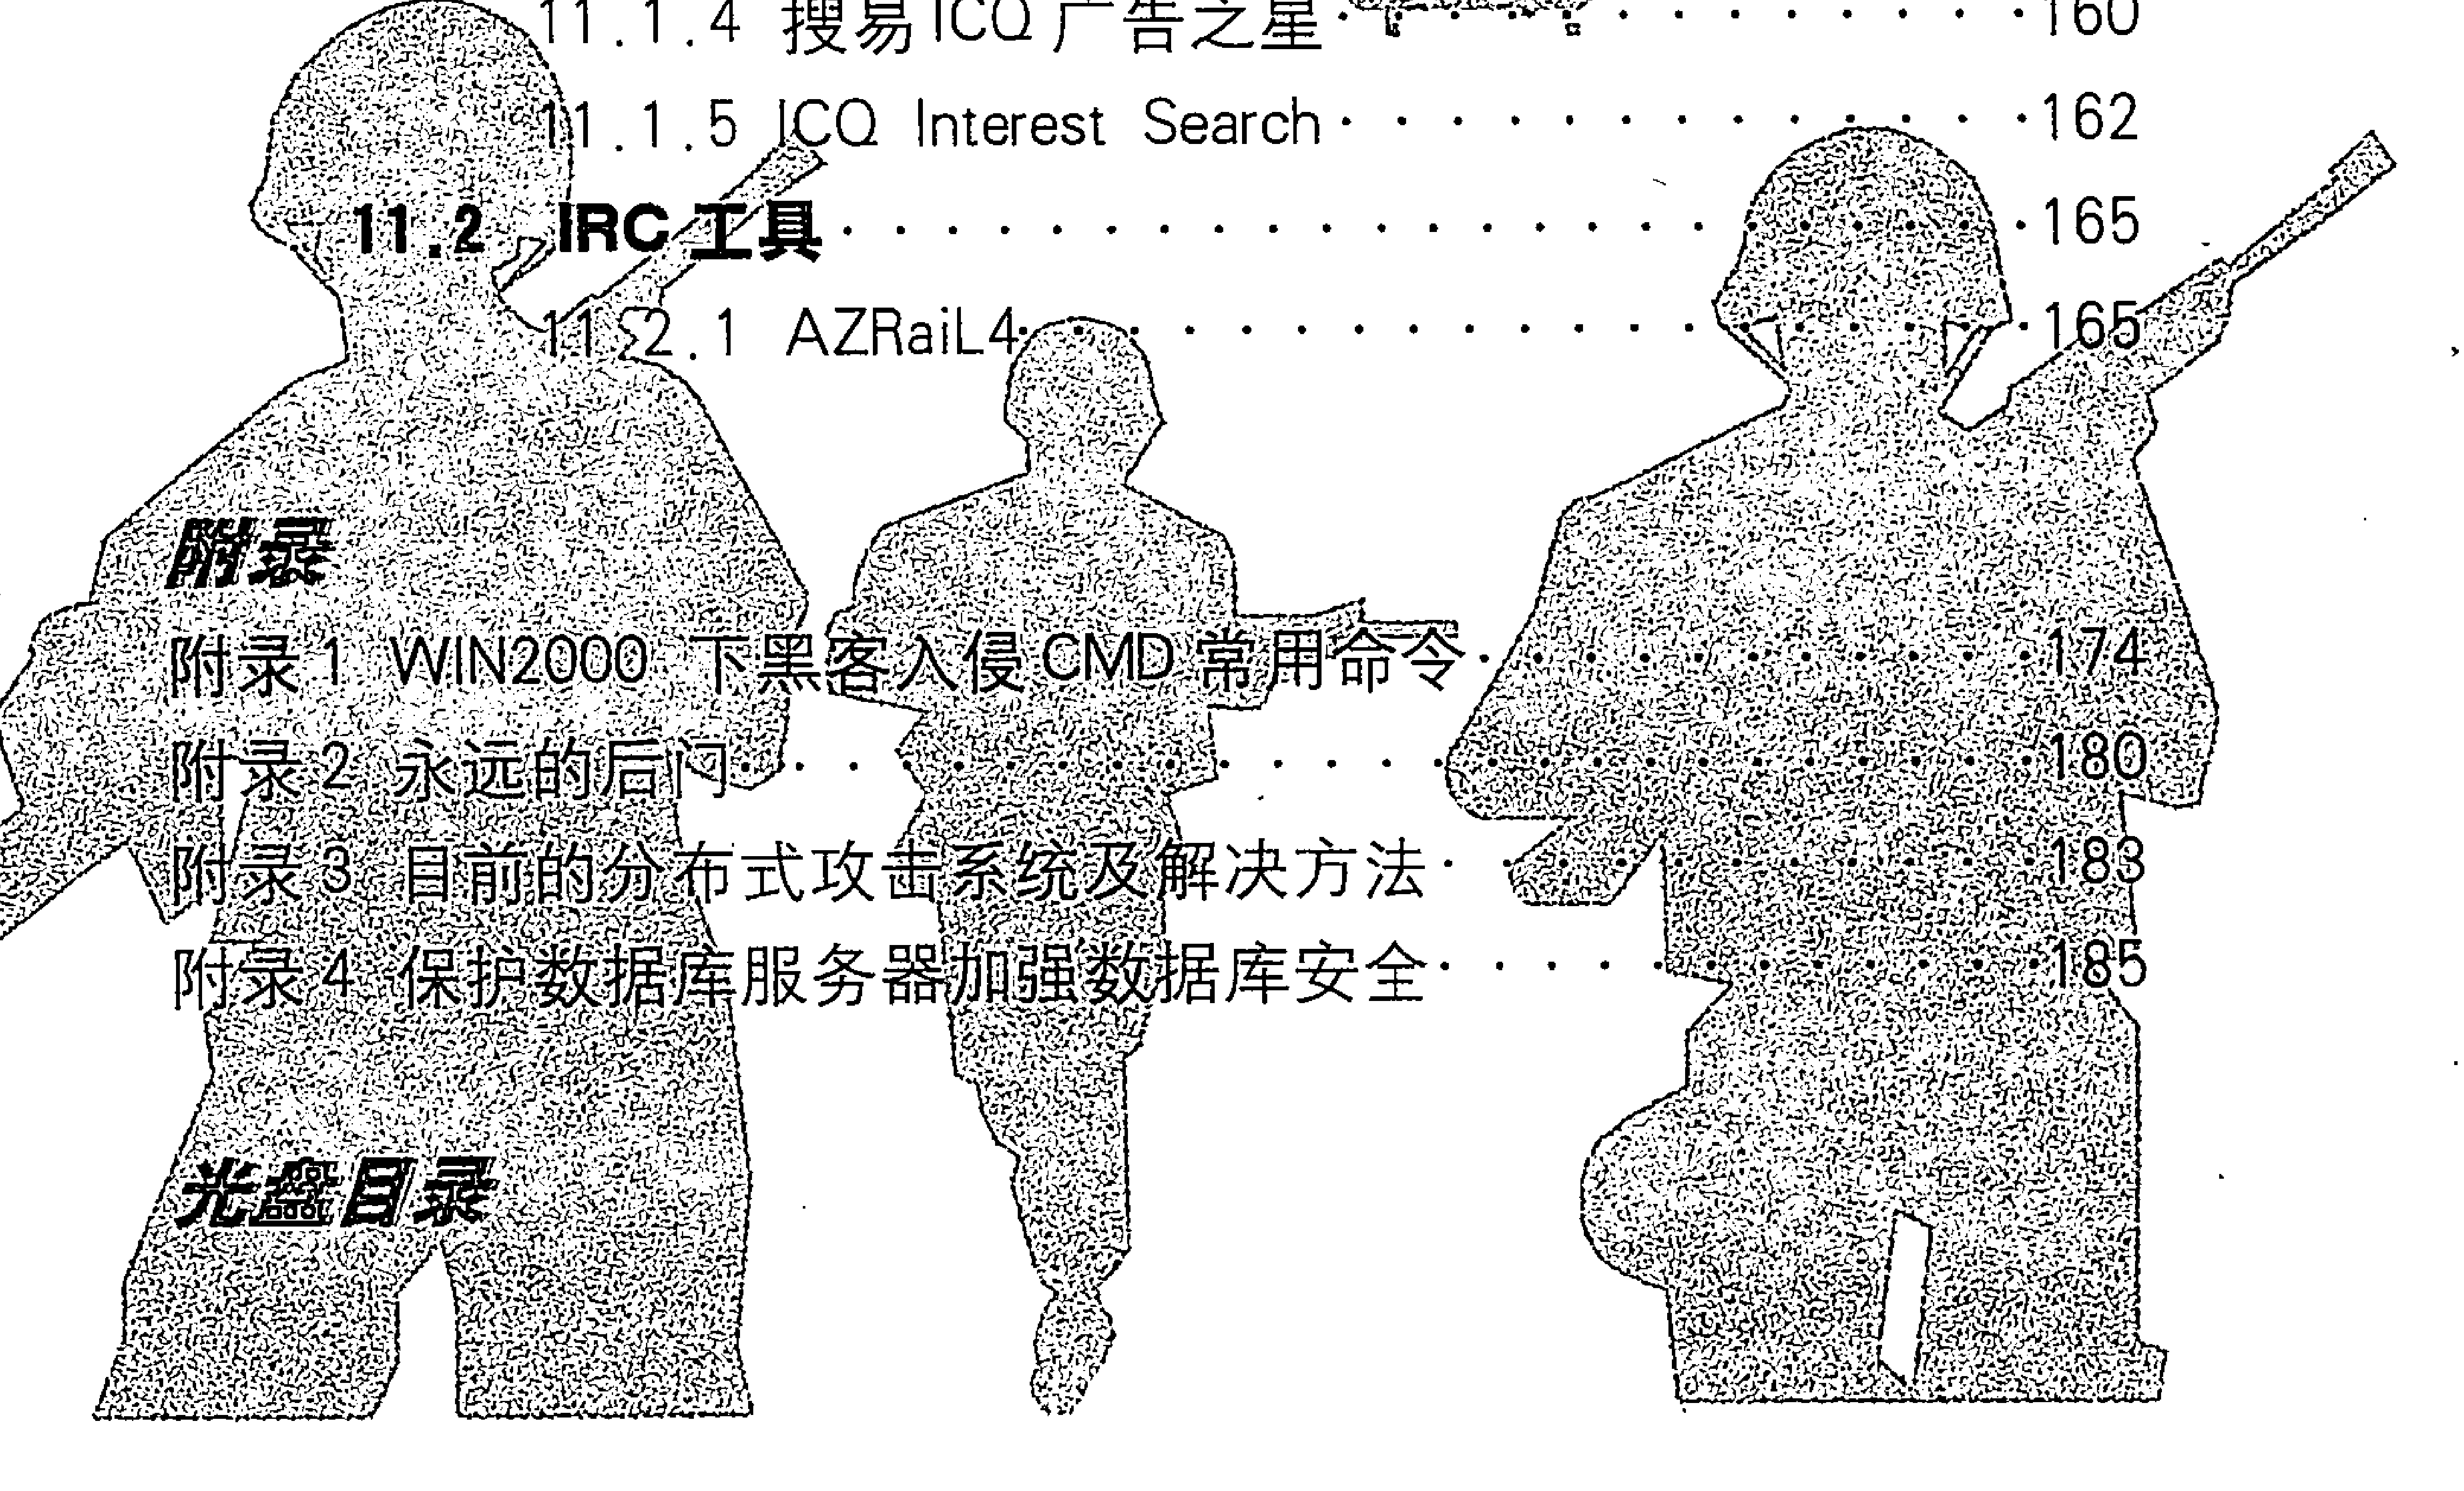 11.1.4 搜易ICQ广告之星··············160
11.1.5 ICQ Interest Search·············162
11.2 IRC工具······················165
11.2.1 AZRaiL4···················165
附录
附录1 WIN2000 下黑客入侵CMD常用命令···········174
附录2 永远的后门························180
附录3 目前的分布式攻击系统及解决方法···········183
附录4 保护数据库服务器加强数据库安全···········185
光盘目录